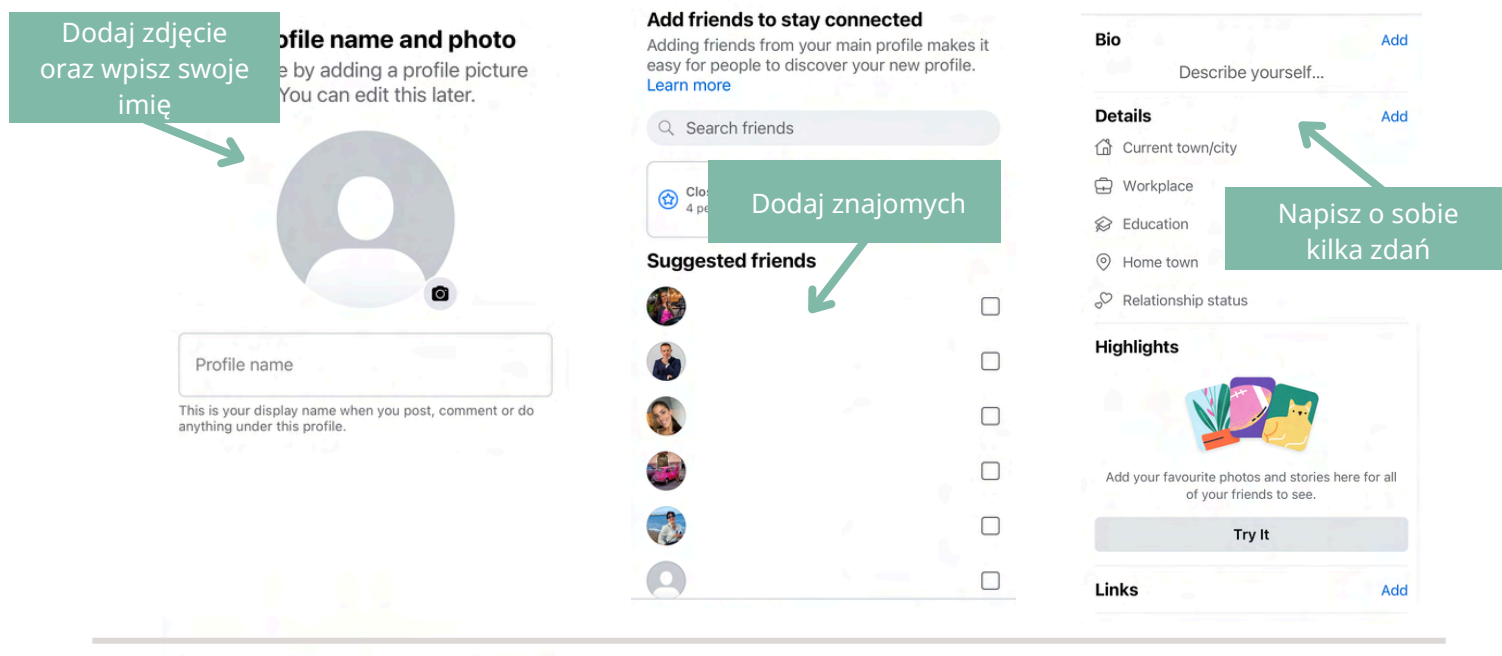 Dodaj zdjęcie
oraz wpisz swoje
imię
ofile name and photo
by adding a profile picture
You can edit this later.
Profile name
This is your display name when you post, comment or do
anything under this profile.
Add friends to stay connected
Adding friends from your main profile makes it
easy for people to discover your new profile.
Learn more
Search friends
Clos
4 pe
Dodaj znajomych
Suggested friends
Bio
Add
Describe yourself...
Details
Add
Current town/city
Workplace
Education
Home town
Relationship status
Napisz o sobie
kilka zdań
Highlights
Add your favourite photos and stories here for all
of your friends to see.
Try It
Links
Add